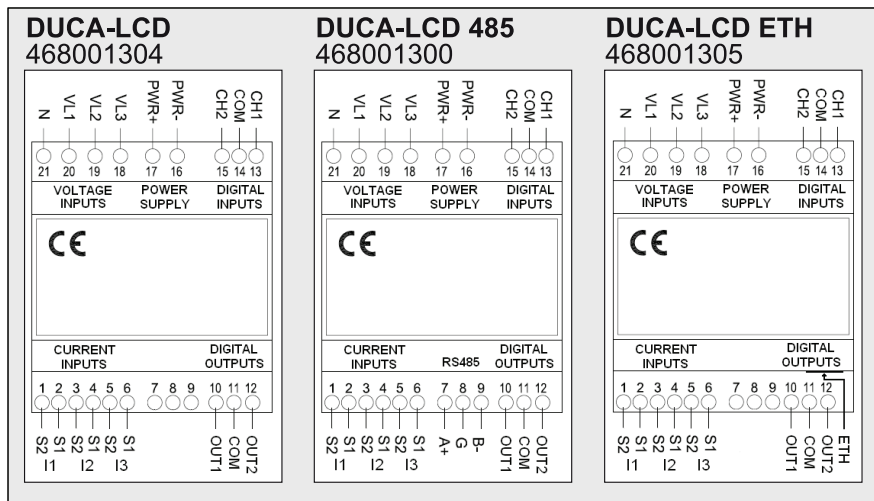 DUCA-LCD
468001304
N VL1 VL2 VL3 PWR+ PWR- CH2 COM CH1
21 20 19 18 17 16 15 14 13
VOLTAGE INPUTS POWER SUPPLY DIGITAL INPUTS
CE
CURRENT INPUTS DIGITAL OUTPUTS
1 2 3 4 5 6 7 8 9 10 11 12
S2 S1 S2 S1 S2 S1 OUT1 COM OUT2
I1 I2 I3
DUCA-LCD 485
468001300
N VL1 VL2 VL3 PWR+ PWR- CH2 COM CH1
21 20 19 18 17 16 15 14 13
VOLTAGE INPUTS POWER SUPPLY DIGITAL INPUTS
CE
CURRENT INPUTS RS485 DIGITAL OUTPUTS
1 2 3 4 5 6 7 8 9 10 11 12
S2 S1 S2 S1 S2 S1 A+ G B- OUT1 COM OUT2
I1 I2 I3
DUCA-LCD ETH
468001305
N VL1 VL2 VL3 PWR+ PWR- CH2 COM CH1
21 20 19 18 17 16 15 14 13
VOLTAGE INPUTS POWER SUPPLY DIGITAL INPUTS
CE
CURRENT INPUTS DIGITAL OUTPUTS
1 2 3 4 5 6 7 8 9 10 11 12
S2 S1 S2 S1 S2 S1 OUT1 COM OUT2 ETH
I1 I2 I3